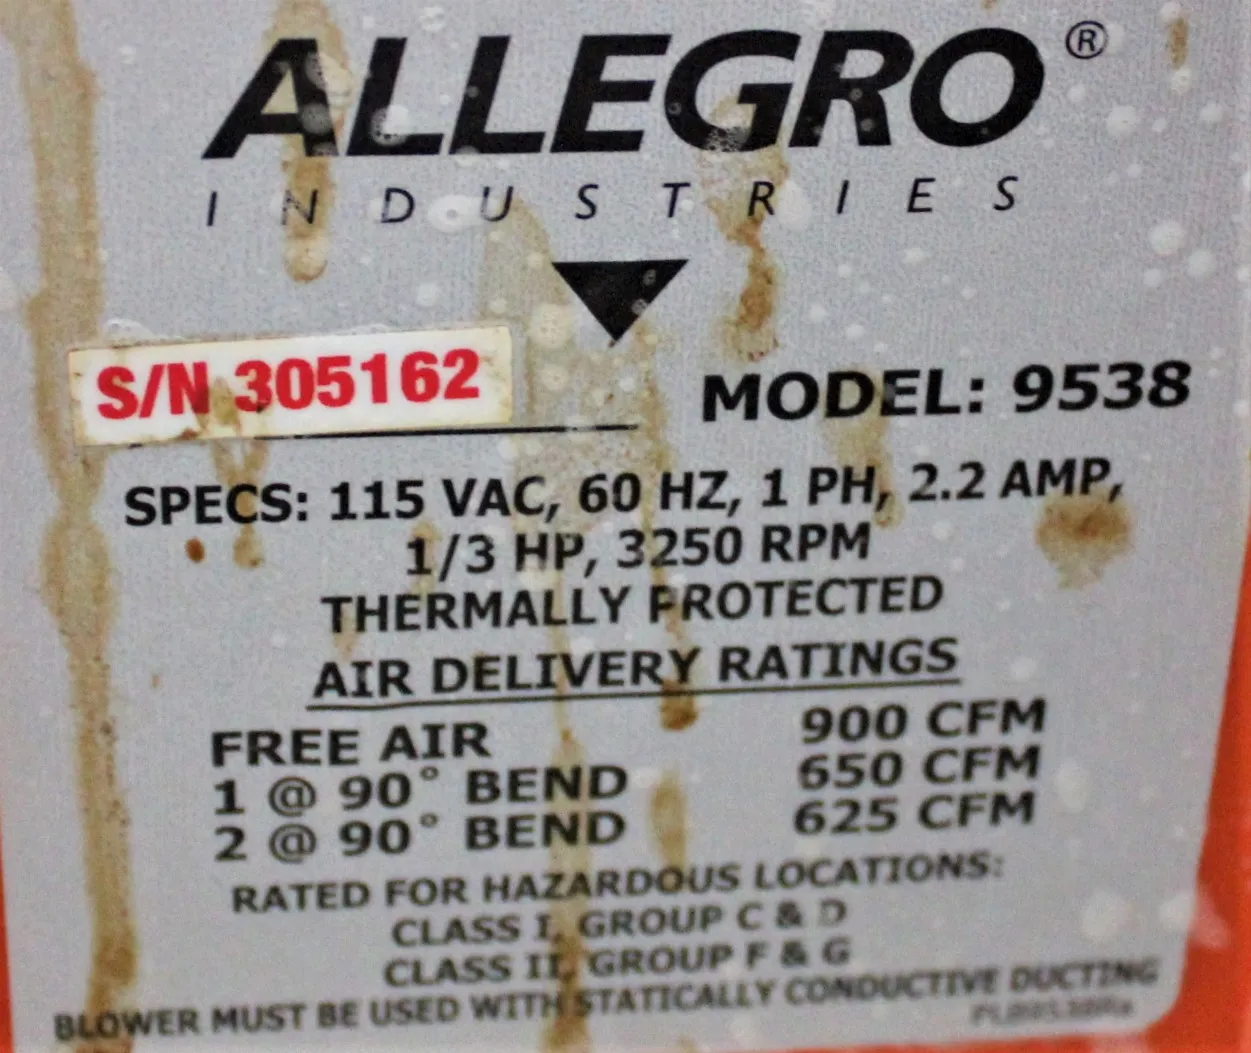 ALLEGRO ®
INDUSTRIES
S/N 305162
MODEL: 9538
SPECS: 115 VAC, 60 HZ, 1 PH, 2.2 AMP,
1/3 HP, 3250 RPM
THERMALLY PROTECTED
AIR DELIVERY RATINGS
FREE AIR 900 CFM
1 @ 90° BEND 650 CFM
2 @ 90° BEND 625 CFM
RATED FOR HAZARDOUS LOCATIONS:
CLASS I, GROUP C & D
CLASS II, GROUP F & G
BLOWER MUST BE USED WITH STATICALLY CONDUCTIVE DUCTING